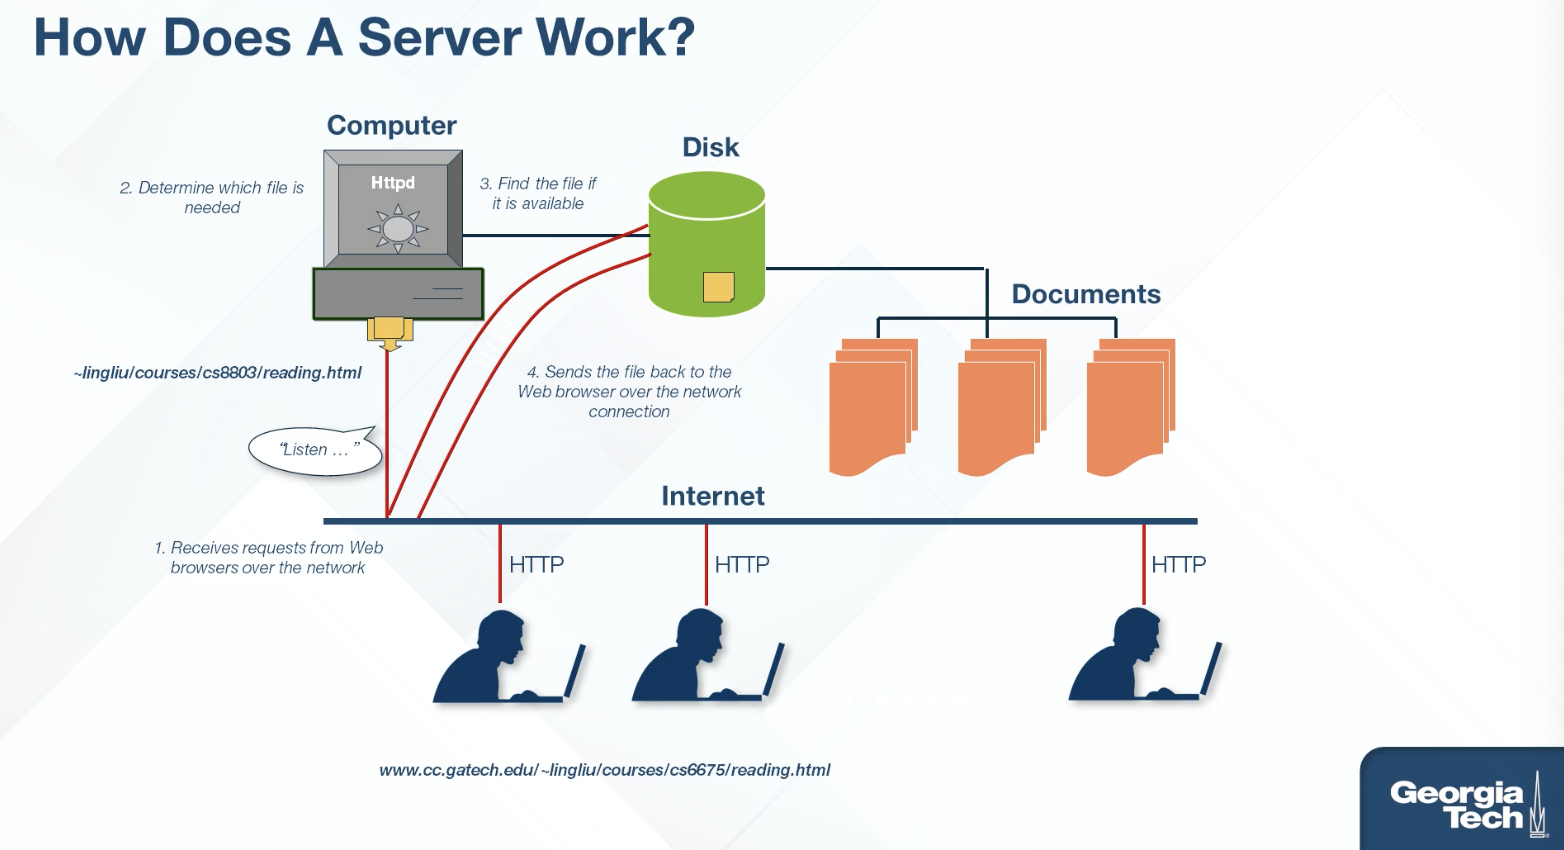 How Does A Server Work?
Computer
Disk
Httpd
2. Determine which file is
needed
3. Find the file if
it is available
Documents
~lingliu/courses/cs8803/reading.html
4. Sends the file back to the
Web browser over the network
connection
“Listen …”
Internet
1. Receives requests from Web
browsers over the network
HTTP
HTTP
HTTP
www.cc.gatech.edu/~lingliu/courses/cs6675/reading.html
Georgia
Tech